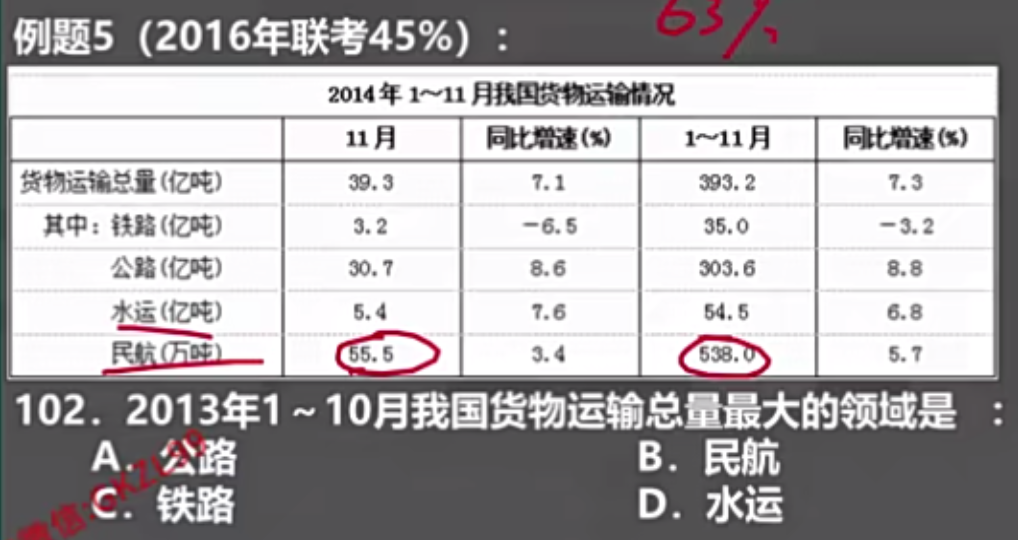 63%
例题5（2016年联考45%）：
2014年1～11月我国货物运输情况
11月 同比增速(%) 1～11月 同比增速(%)
货物运输总量(亿吨) 39.3 7.1 393.2 7.3
其中：铁路(亿吨) 3.2 －6.5 35.0 －3.2
公路(亿吨) 30.7 8.6 303.6 8.8
水运(亿吨) 5.4 7.6 54.5 6.8
民航(万吨) 55.5 3.4 538.0 5.7
102．2013年1～10月我国货物运输总量最大的领域是 ：
A．公路 B．民航
C．铁路 D．水运